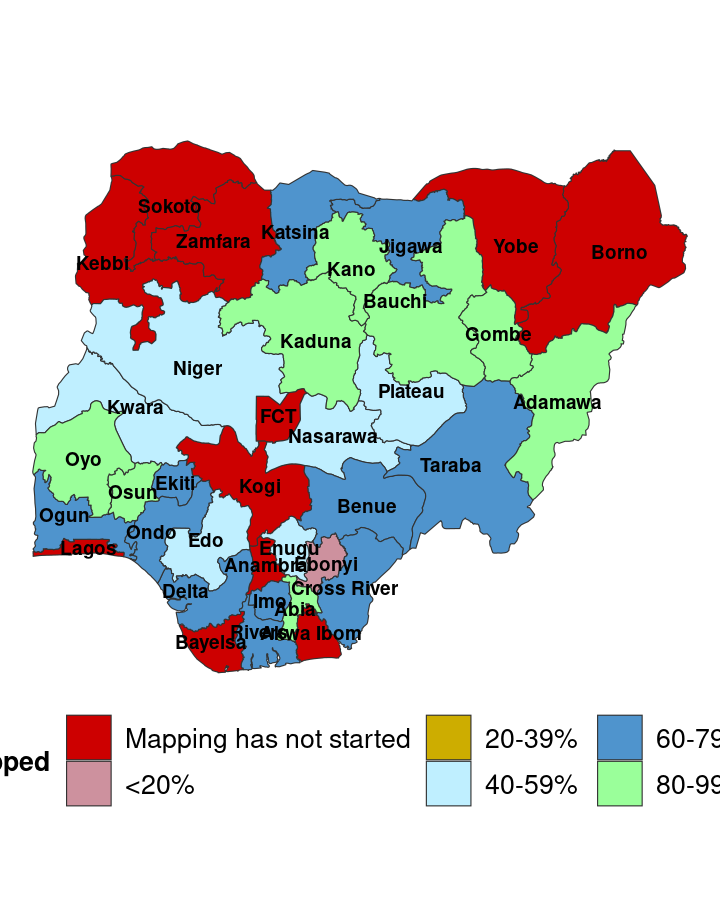 Sokoto
Katsina
Zamfara
Jigawa
Yobe
Borno
Kebbi
Kano
Bauchi
Gombe
Kaduna
Niger
Plateau
Adamawa
Kwara
FCT
Nasarawa
Oyo
Taraba
Osun
Ekiti
Kogi
Benue
Ogun
Ondo
Edo
Lagos
Enugu
Anambra
Ebonyi
Delta
Cross River
Imo
Abia
Bayelsa
Rivers
Akwa Ibom
pped
Mapping has not started
20-39%
60-79
<20%
40-59%
80-99